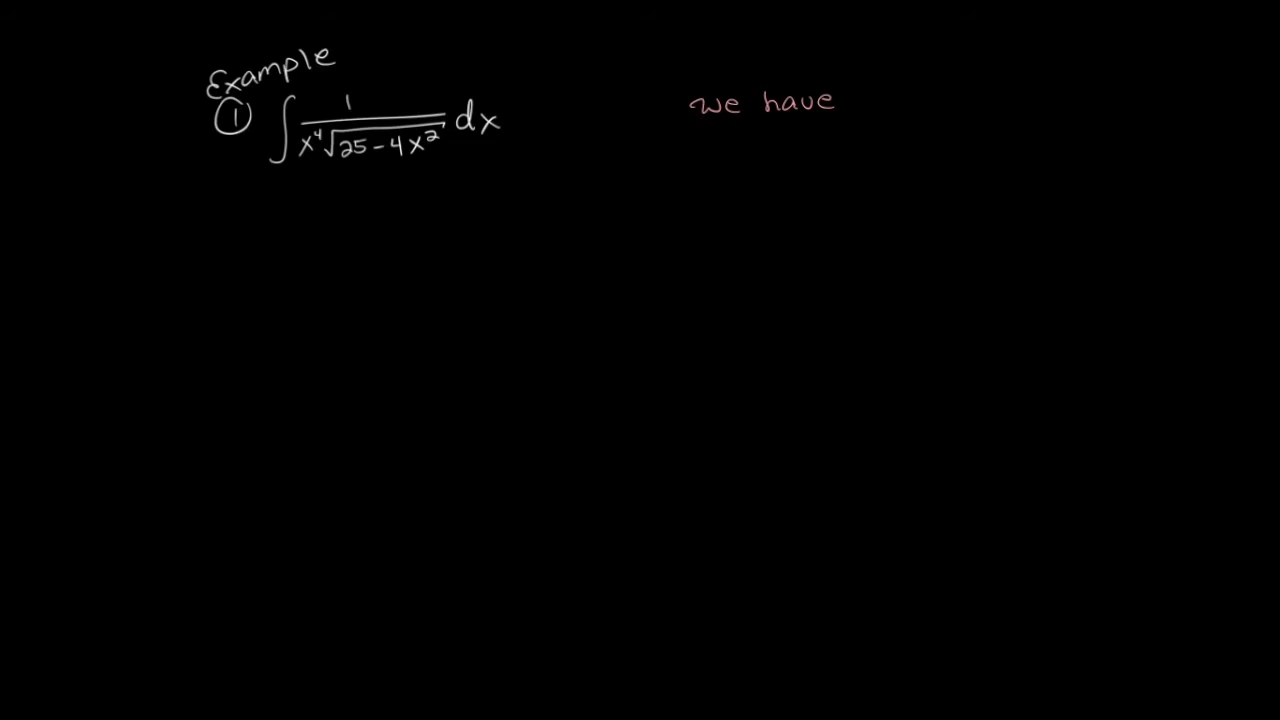 Example
① ∫ 1/(x⁴√(25-4x²)) dx
we have